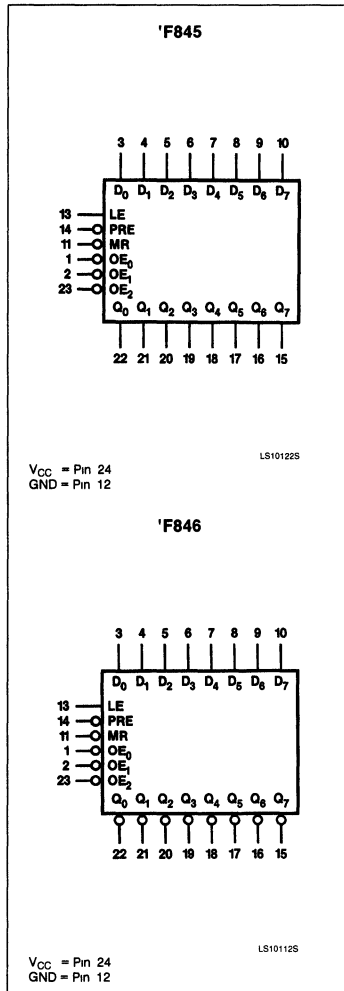 'F845
3 4 5 6 7 8 9 10
D0 D1 D2 D3 D4 D5 D6 D7
13 LE
14 PRE
11 MR
1 OE0
2 OE1
23 OE2
Q0 Q1 Q2 Q3 Q4 Q5 Q6 Q7
22 21 20 19 18 17 16 15
LS10122S
VCC = Pin 24
GND = Pin 12
'F846
3 4 5 6 7 8 9 10
D0 D1 D2 D3 D4 D5 D6 D7
13 LE
14 PRE
11 MR
1 OE0
2 OE1
23 OE2
Q0 Q1 Q2 Q3 Q4 Q5 Q6 Q7
22 21 20 19 18 17 16 15
LS10112S
VCC = Pin 24
GND = Pin 12